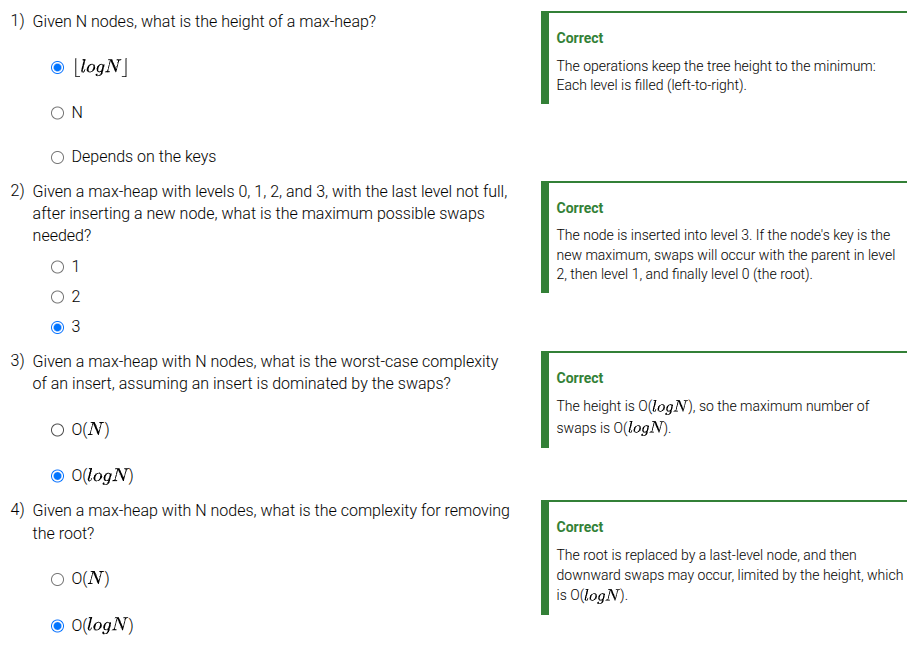 1) Given N nodes, what is the height of a max-heap?
⌊logN⌋
N
Depends on the keys
Correct
The operations keep the tree height to the minimum:
Each level is filled (left-to-right).
2) Given a max-heap with levels 0, 1, 2, and 3, with the last level not full,
after inserting a new node, what is the maximum possible swaps
needed?
1
2
3
Correct
The node is inserted into level 3. If the node's key is the
new maximum, swaps will occur with the parent in level
2, then level 1, and finally level 0 (the root).
3) Given a max-heap with N nodes, what is the worst-case complexity
of an insert, assuming an insert is dominated by the swaps?
O(N)
O(logN)
Correct
The height is O(logN), so the maximum number of
swaps is O(logN).
4) Given a max-heap with N nodes, what is the complexity for removing
the root?
O(N)
O(logN)
Correct
The root is replaced by a last-level node, and then
downward swaps may occur, limited by the height, which
is O(logN).